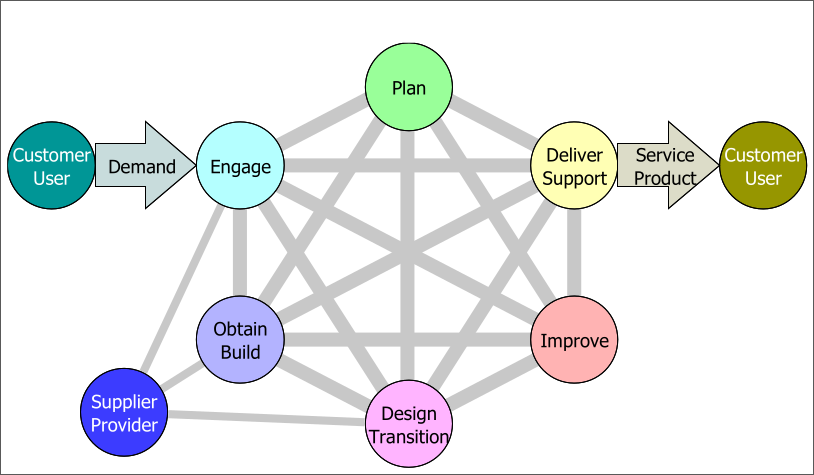 Plan
Customer
User
Demand
Engage
Deliver
Support
Service
Product
Customer
User
Obtain
Build
Improve
Supplier
Provider
Design
Transition